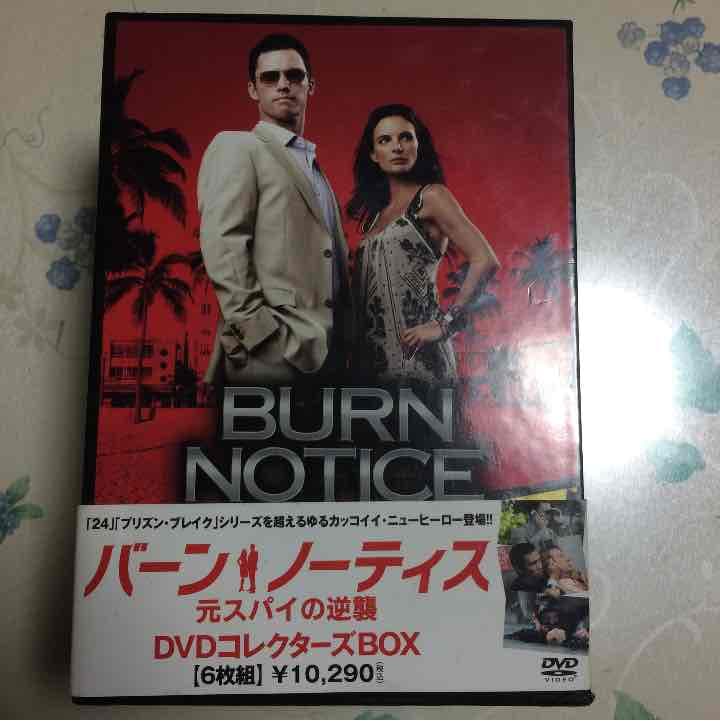 BURN
NOTICE
「24」「プリズン・ブレイク」シリーズを超えるゆるカッコイイ・ニューヒーロー登場!!
バーン・ノーティス
元スパイの逆襲
DVDコレクターズBOX
【6枚組】¥10,290(税込)
DVD
VIDEO